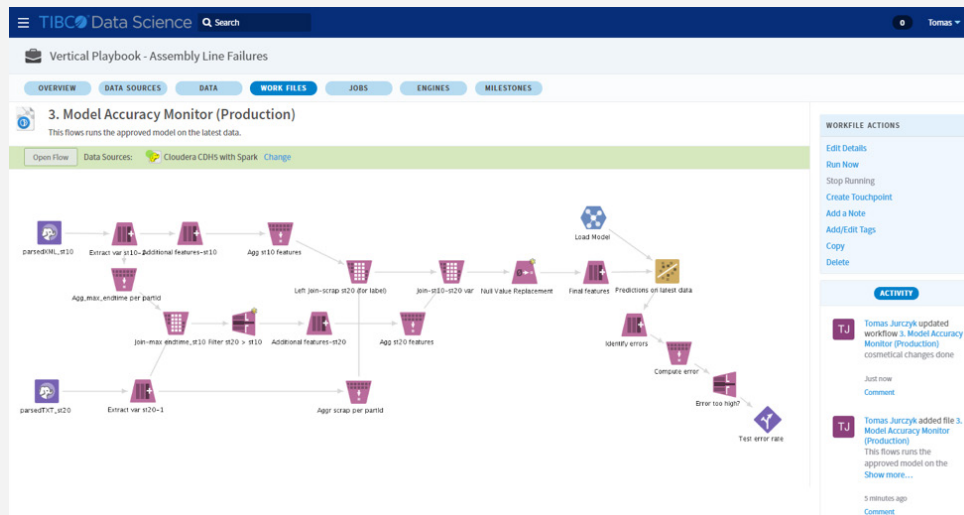 TIBCO Data Science
Search
0
Tomas
Vertical Playbook - Assembly Line Failures
OVERVIEW
DATA SOURCES
DATA
WORK FILES
JOBS
ENGINES
MILESTONES
3. Model Accuracy Monitor (Production)
This flows runs the approved model on the latest data.
Open Flow
Data Sources:
Cloudera CDH5 with Spark
Change
parsedXML_st10
Extract var st10-
Additional features-st10
Agg st10 features
Load Model
Agg_max_endtime per partid
Left join-scrap st20 (for label)
join-st10-st20 var
Null Value Replacement
Final features
Predictions on latest data
join-max endtime_st10
Filter st20 > st10
Additional features-st20
Agg st20 features
Identify errors
Compute error
parsedTXT_st20
Extract var st20-1
Aggr scrap per partid
Error too high?
Test error rate
WORKFILE ACTIONS
Edit Details
Run Now
Stop Running
Create Touchpoint
Add a Note
Add/Edit Tags
Copy
Delete
ACTIVITY
TJ
Tomas Jurczyk updated
workflow 3. Model Accuracy
Monitor (Production)
cosmetical changes done
Just now
Comment
TJ
Tomas Jurczyk added file 3.
Model Accuracy Monitor
(Production)
This flows runs the
approved model on the
Show more...
5 minutes ago
Comment